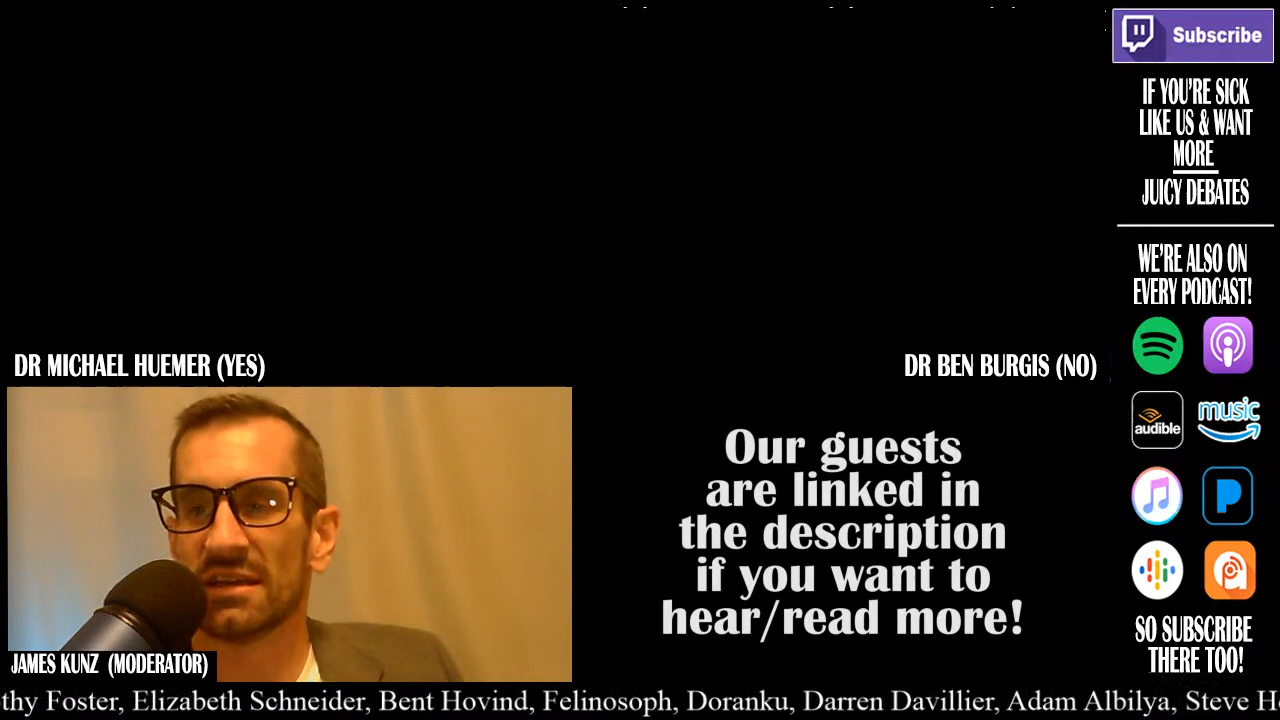 Subscribe
IF YOU'RE SICK
LIKE US & WANT
MORE
JUICY DEBATES
WE'RE ALSO ON
EVERY PODCAST!
audible
music
SO SUBSCRIBE
THERE TOO!
DR MICHAEL HUEMER (YES)
DR BEN BURGIS (NO)
Our guests
are linked in
the description
if you want to
hear/read more!
JAMES KUNZ (MODERATOR)
thy Foster, Elizabeth Schneider, Bent Hovind, Felinosoph, Doranku, Darren Davillier, Adam Albilya, Steve H